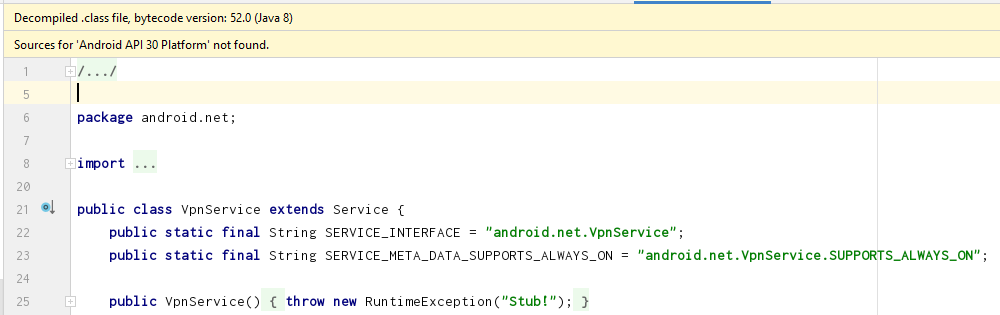 Decompiled .class file, bytecode version: 52.0 (Java 8)
Sources for 'Android API 30 Platform' not found.
1 /.../
5
6 package android.net;
7
8 import ...
20
21 public class VpnService extends Service {
22 public static final String SERVICE_INTERFACE = "android.net.VpnService";
23 public static final String SERVICE_META_DATA_SUPPORTS_ALWAYS_ON = "android.net.VpnService.SUPPORTS_ALWAYS_ON";
24
25 public VpnService() { throw new RuntimeException("Stub!"); }